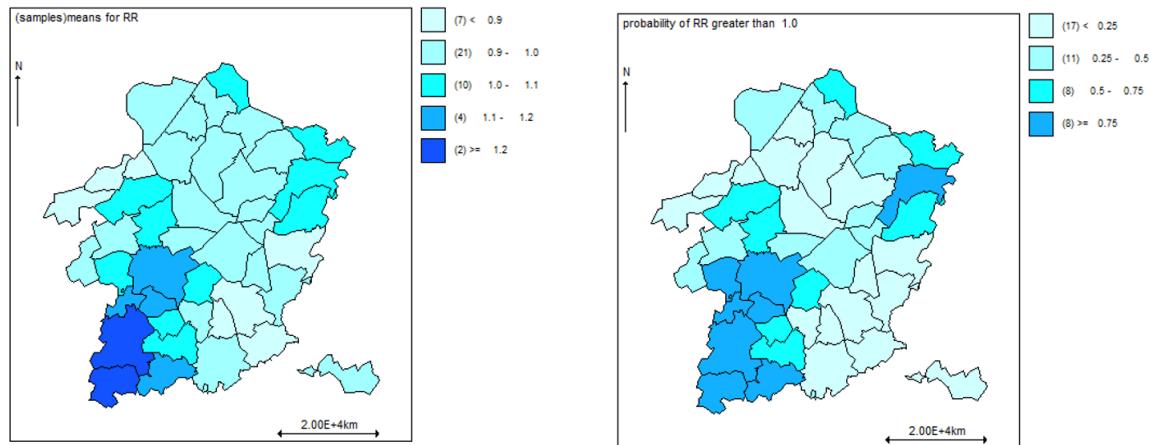 (samples)means for RR
N
(7) < 0.9
(21) 0.9 - 1.0
(10) 1.0 - 1.1
(4) 1.1 - 1.2
(2) >= 1.2
2.00E+4km
probability of RR greater than 1.0
N
(17) < 0.25
(11) 0.25 - 0.5
(8) 0.5 - 0.75
(8) >= 0.75
2.00E+4km